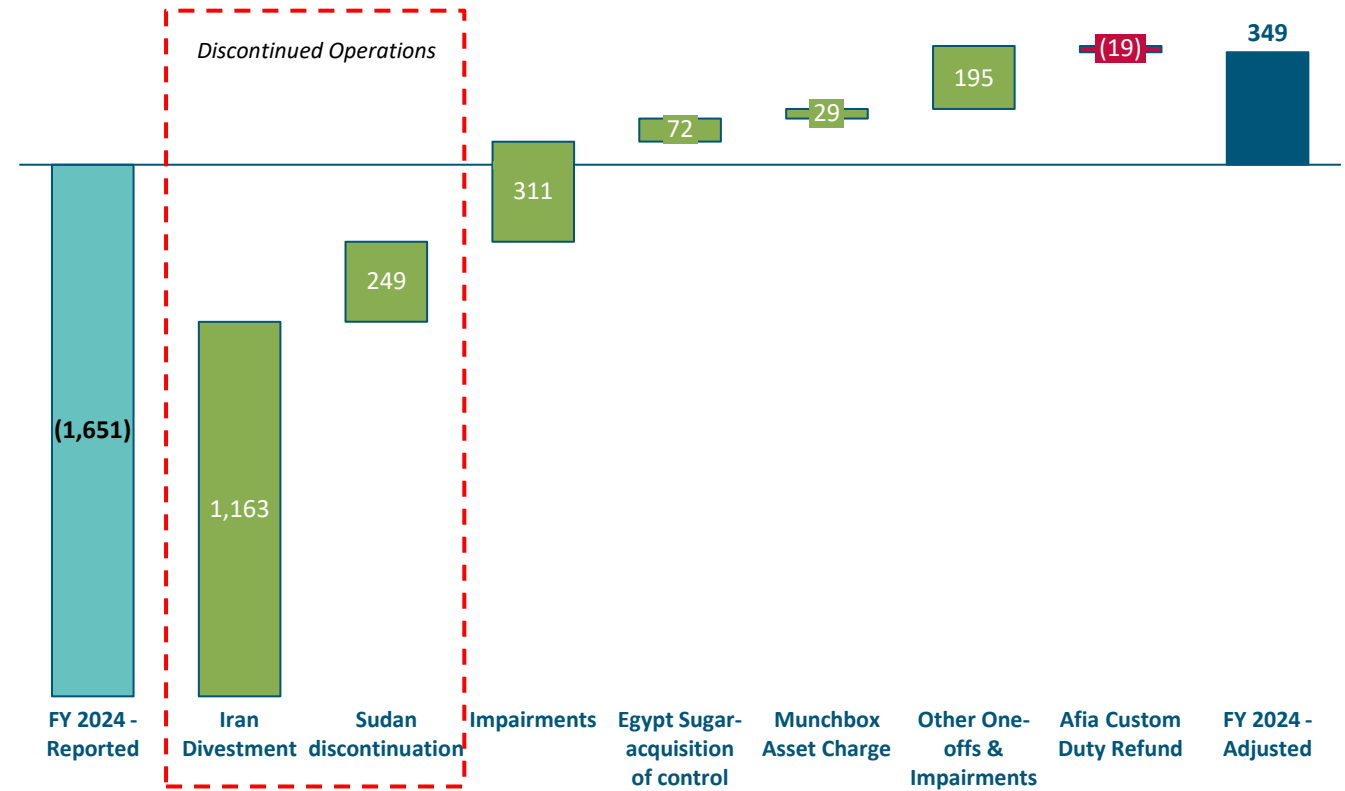 Discontinued Operations
349
(19)
195
29
72
311
249
(1,651)
1,163
FY 2024 -
Reported
Iran
Divestment
Sudan
discontinuation
Impairments
Egypt Sugar-
acquisition
of control
Munchbox
Asset Charge
Other One-
offs &
Impairments
Afia Custom
Duty Refund
FY 2024 -
Adjusted